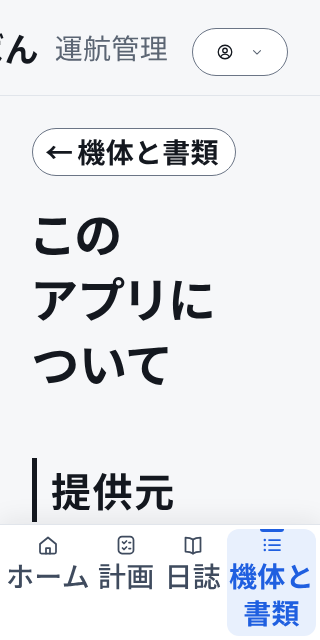 ん 運航管理
← 機体と書類
この
アプリに
ついて
提供元
ホーム 計画 日誌 機体と
書類